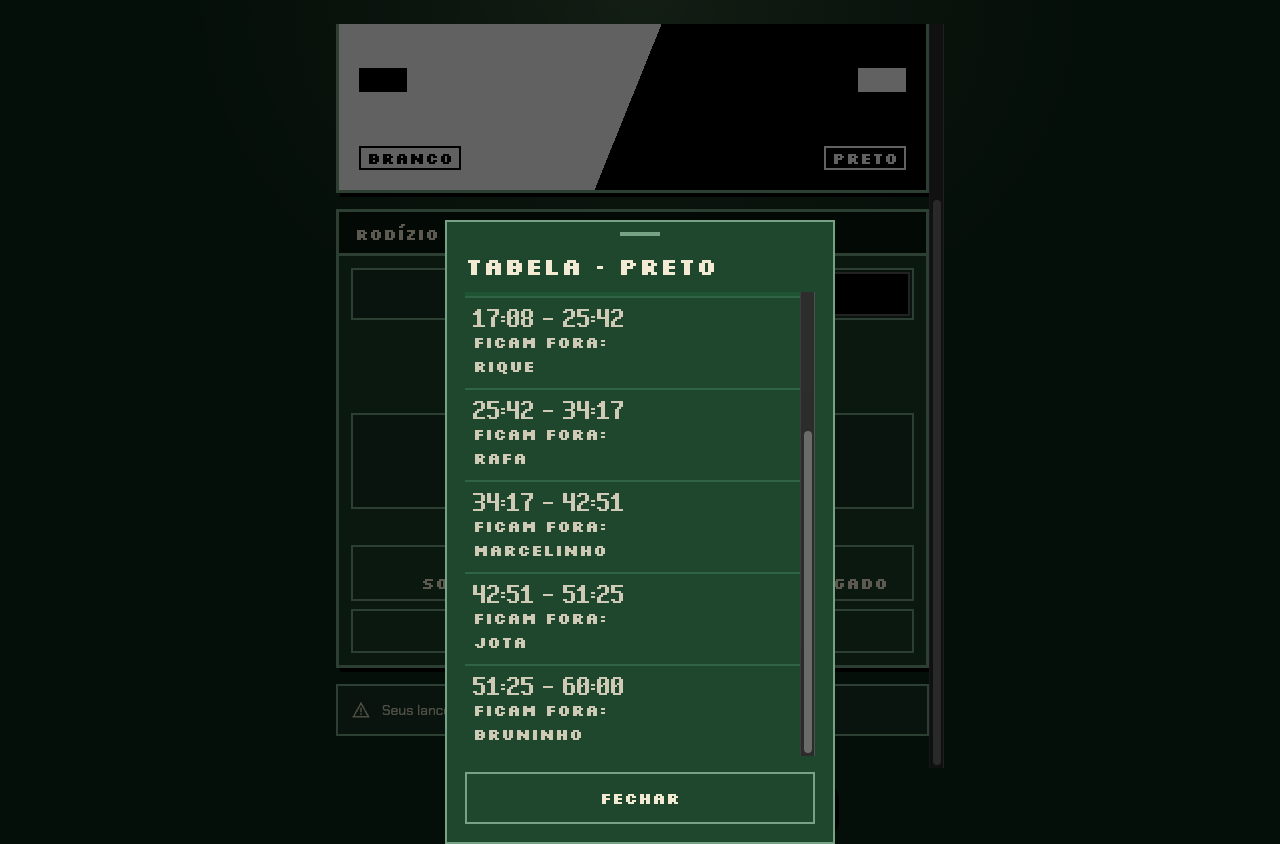 BRANCO
PRETO
RODÍZIO
TABELA - PRETO
17:08 – 25:42
FICAM FORA:
RIQUE
25:42 – 34:17
FICAM FORA:
RAFA
34:17 – 42:51
FICAM FORA:
MARCELINHO
42:51 – 51:25
FICAM FORA:
JOTA
51:25 – 60:00
FICAM FORA:
BRUNINHO
Seus
FECHAR